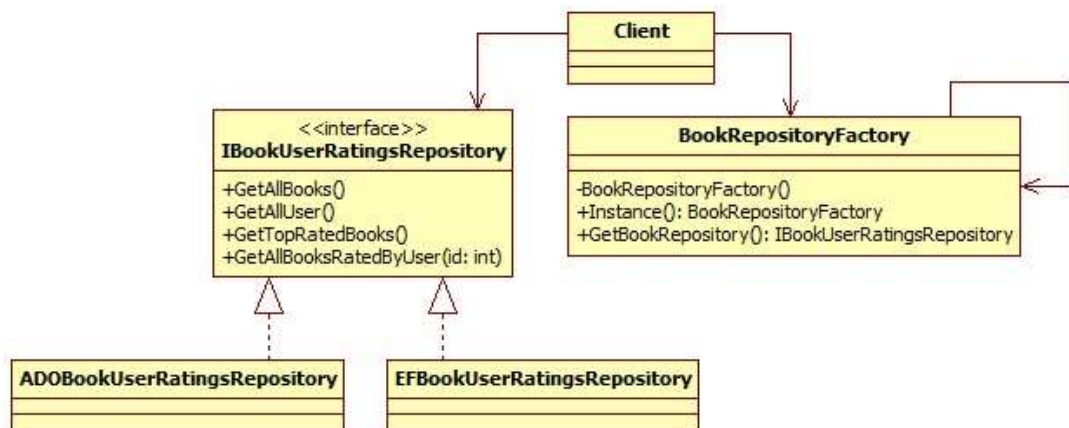 Client
<<interface>>
IBookUserRatingsRepository
+GetAllBooks()
+GetAllUser()
+GetTopRatedBooks()
+GetAllBooksRatedByUser(id: int)
BookRepositoryFactory
-BookRepositoryFactory()
+Instance(): BookRepositoryFactory
+GetBookRepository(): IBookUserRatingsRepository
ADOBookUserRatingsRepository
EFBookUserRatingsRepository